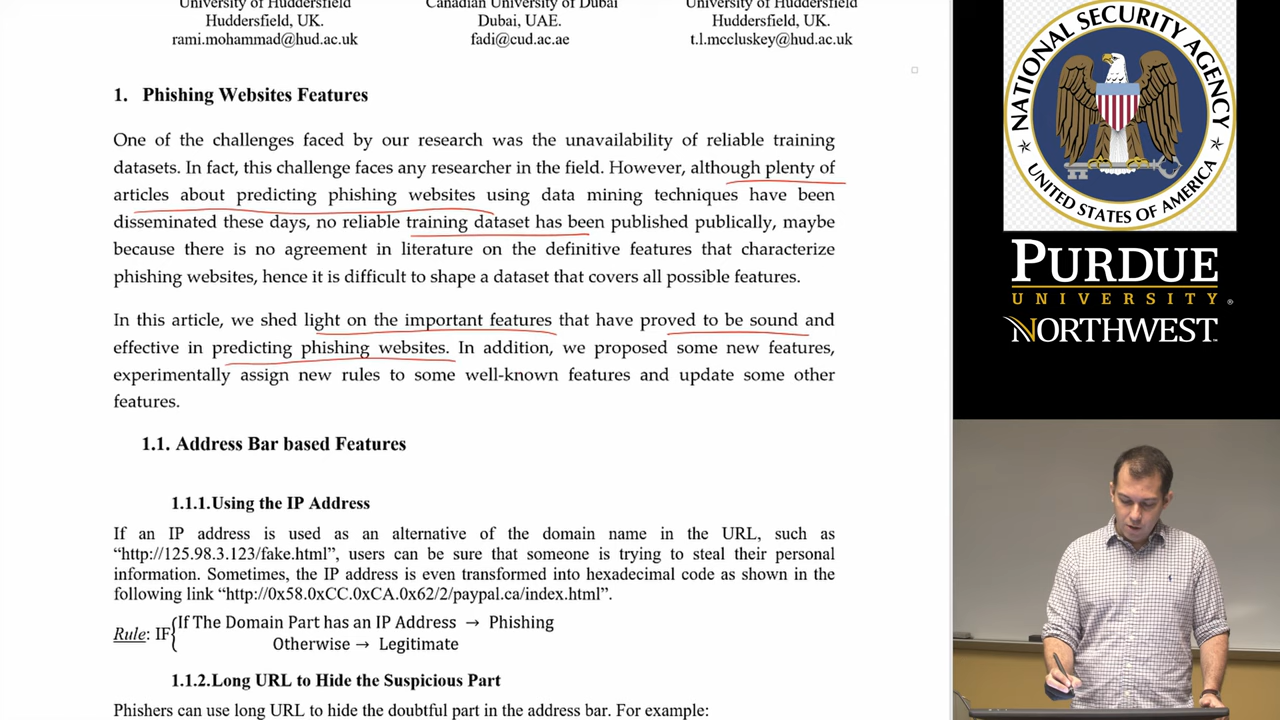 University of Huddersfield
Canadian University of Dubai
University of Huddersfield
Huddersfield, UK.
Dubai, UAE.
Huddersfield, UK.
rami.mohammad@hud.ac.uk
fadi@cud.ac.ae
t.l.mccluskey@hud.ac.uk
1. Phishing Websites Features
One of the challenges faced by our research was the unavailability of reliable training
datasets. In fact, this challenge faces any researcher in the field. However, although plenty of
articles about predicting phishing websites using data mining techniques have been
disseminated these days, no reliable training dataset has been published publically, maybe
because there is no agreement in literature on the definitive features that characterize
phishing websites, hence it is difficult to shape a dataset that covers all possible features.
In this article, we shed light on the important features that have proved to be sound and
effective in predicting phishing websites. In addition, we proposed some new features,
experimentally assign new rules to some well-known features and update some other
features.
1.1. Address Bar based Features
1.1.1.Using the IP Address
If an IP address is used as an alternative of the domain name in the URL, such as
“http://125.98.3.123/fake.html”, users can be sure that someone is trying to steal their personal
information. Sometimes, the IP address is even transformed into hexadecimal code as shown in the
following link “http://0x58.0xCC.0xCA.0x62/2/paypal.ca/index.html”.
Rule: IF{If The Domain Part has an IP Address → Phishing
Otherwise → Legitimate
1.1.2.Long URL to Hide the Suspicious Part
Phishers can use long URL to hide the doubtful part in the address bar. For example:
NATIONAL SECURITY AGENCY
UNITED STATES OF AMERICA
PURDUE
UNIVERSITY®
NORTHWEST™